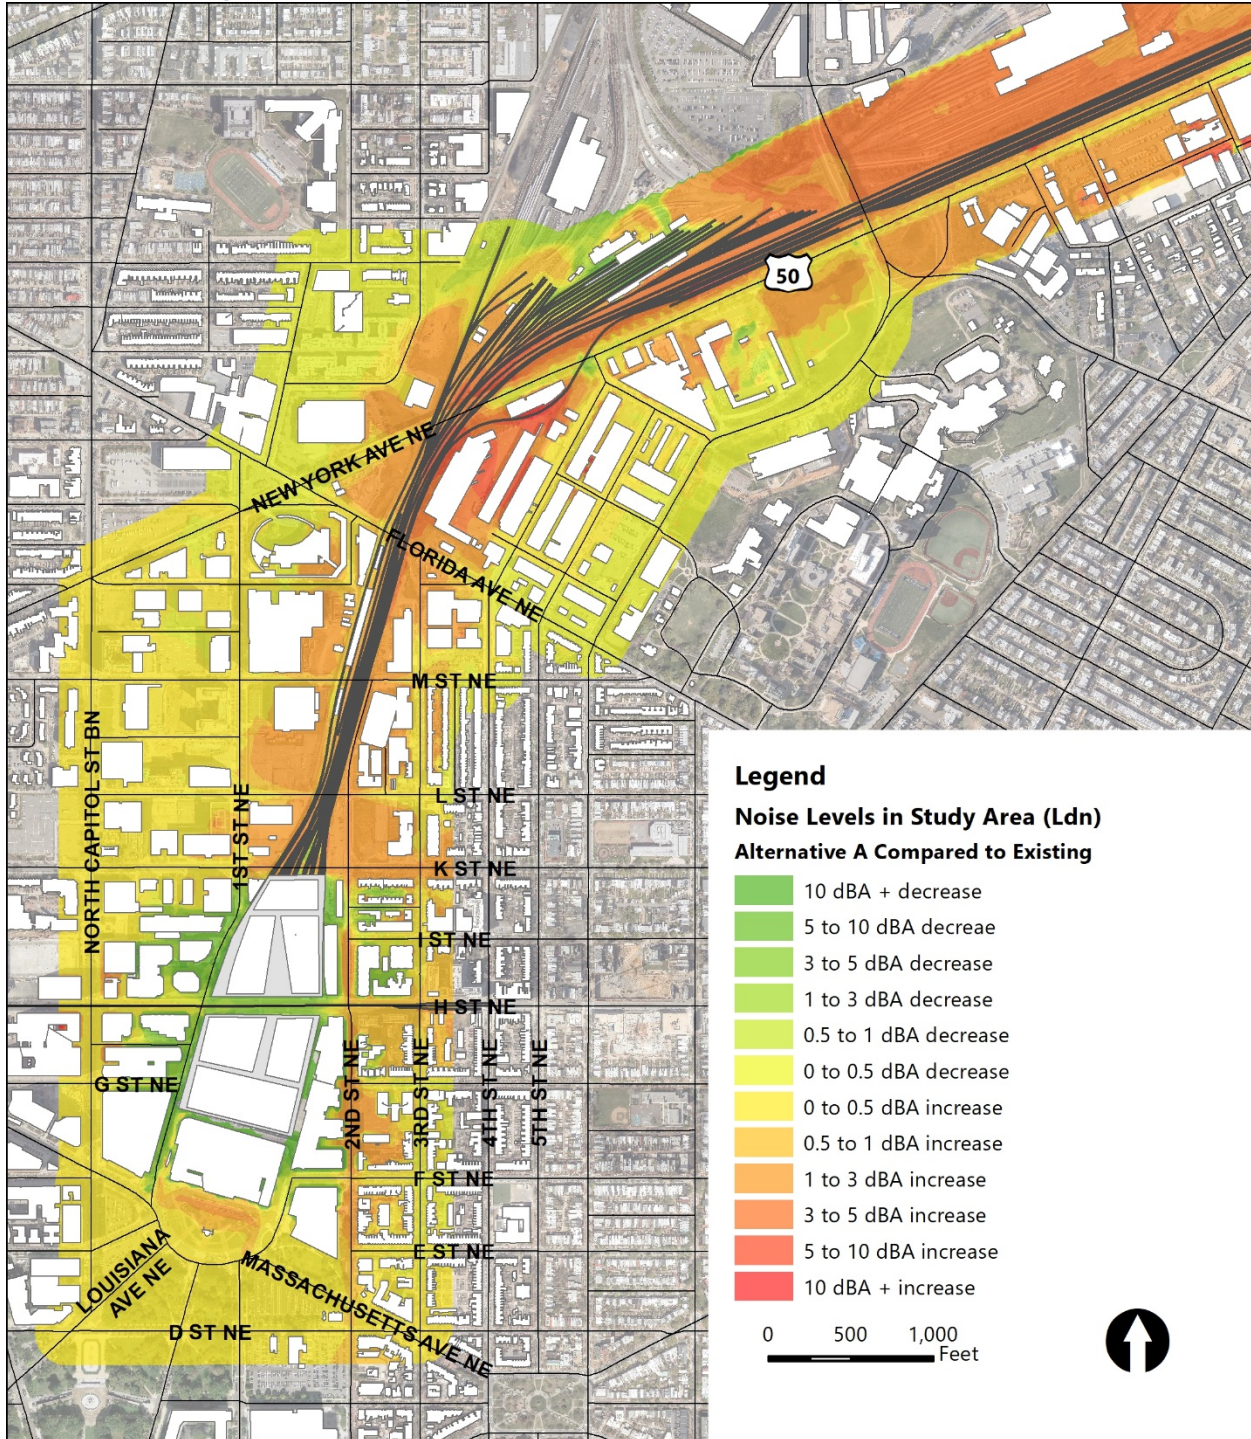 50
NEW YORK AVE NE
FLORIDA AVE NE
M ST NE
NORTH CAPITOL ST BN
1ST ST NE
L ST NE
K ST NE
I ST NE
H ST NE
G ST NE
2ND ST NE
3RD ST NE
4TH ST NE
5TH ST NE
F ST NE
E ST NE
LOUISIANA
AVE NE
MASSACHUSETTS AVE NE
D ST NE
Legend
Noise Levels in Study Area (Ldn)
Alternative A Compared to Existing
10 dBA + decrease
5 to 10 dBA decreae
3 to 5 dBA decrease
1 to 3 dBA decrease
0.5 to 1 dBA decrease
0 to 0.5 dBA decrease
0 to 0.5 dBA increase
0.5 to 1 dBA increase
1 to 3 dBA increase
3 to 5 dBA increase
5 to 10 dBA increase
10 dBA + increase
0 500 1,000
Feet